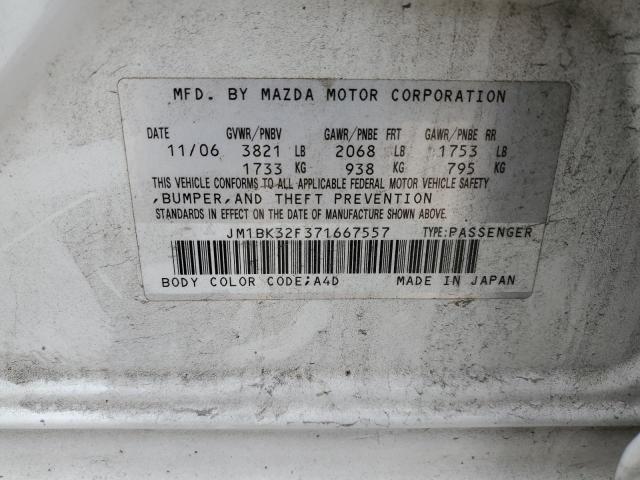 MFD. BY MAZDA MOTOR CORPORATION
DATE GVWR/PNBV GAWR/PNBE FRT GAWR/PNBE RR
11/06 3821 LB 2068 LB 1753 LB
1733 KG 938 KG 795 KG
THIS VEHICLE CONFORMS TO ALL APPLICABLE FEDERAL MOTOR VEHICLE SAFETY
,BUMPER,AND THEFT PREVENTION
STANDARDS IN EFFECT ON THE DATE OF MANUFACTURE SHOWN ABOVE.
JM1BK32F371667557 TYPE:PASSENGER
BODY COLOR CODE;A4D MADE IN JAPAN